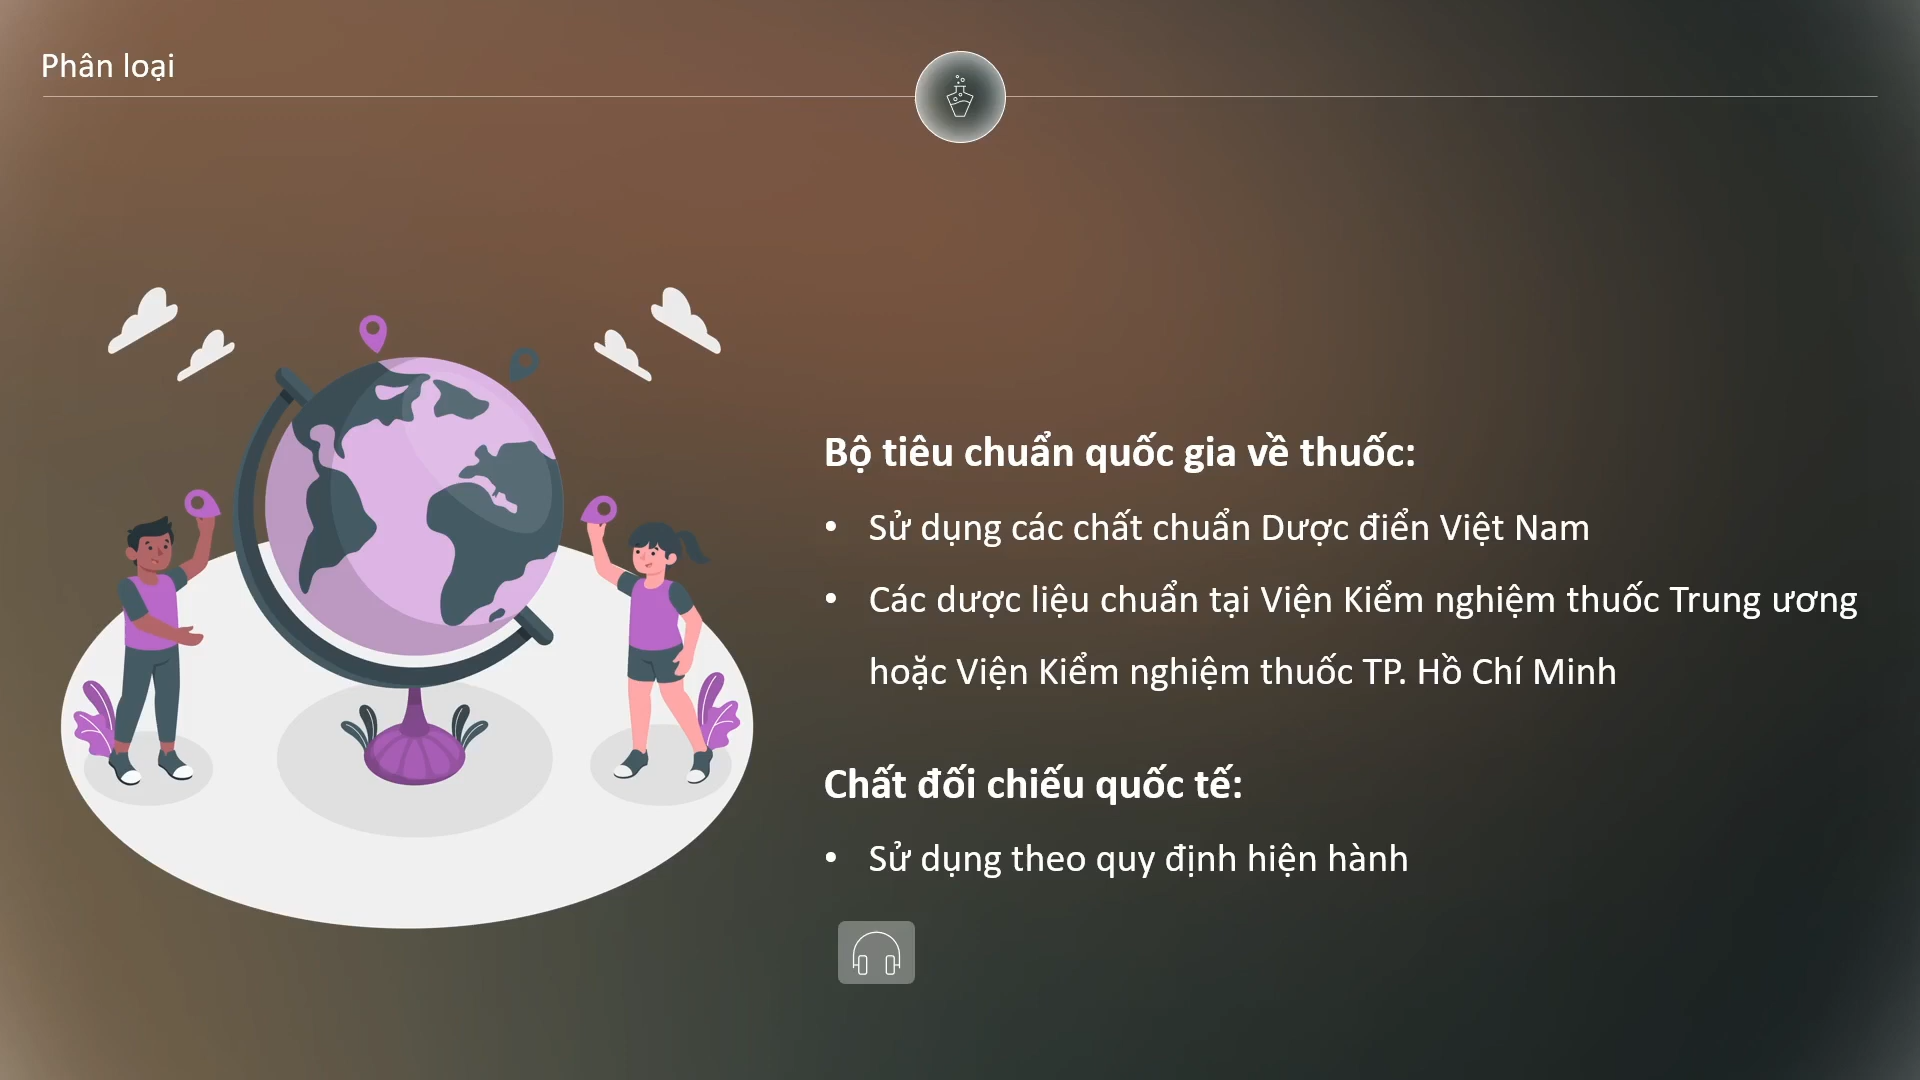 Phân loại
Bộ tiêu chuẩn quốc gia về thuốc:
• Sử dụng các chất chuẩn Dược điển Việt Nam
• Các dược liệu chuẩn tại Viện Kiểm nghiệm thuốc Trung ương
hoặc Viện Kiểm nghiệm thuốc TP. Hồ Chí Minh
Chất đối chiếu quốc tế:
• Sử dụng theo quy định hiện hành